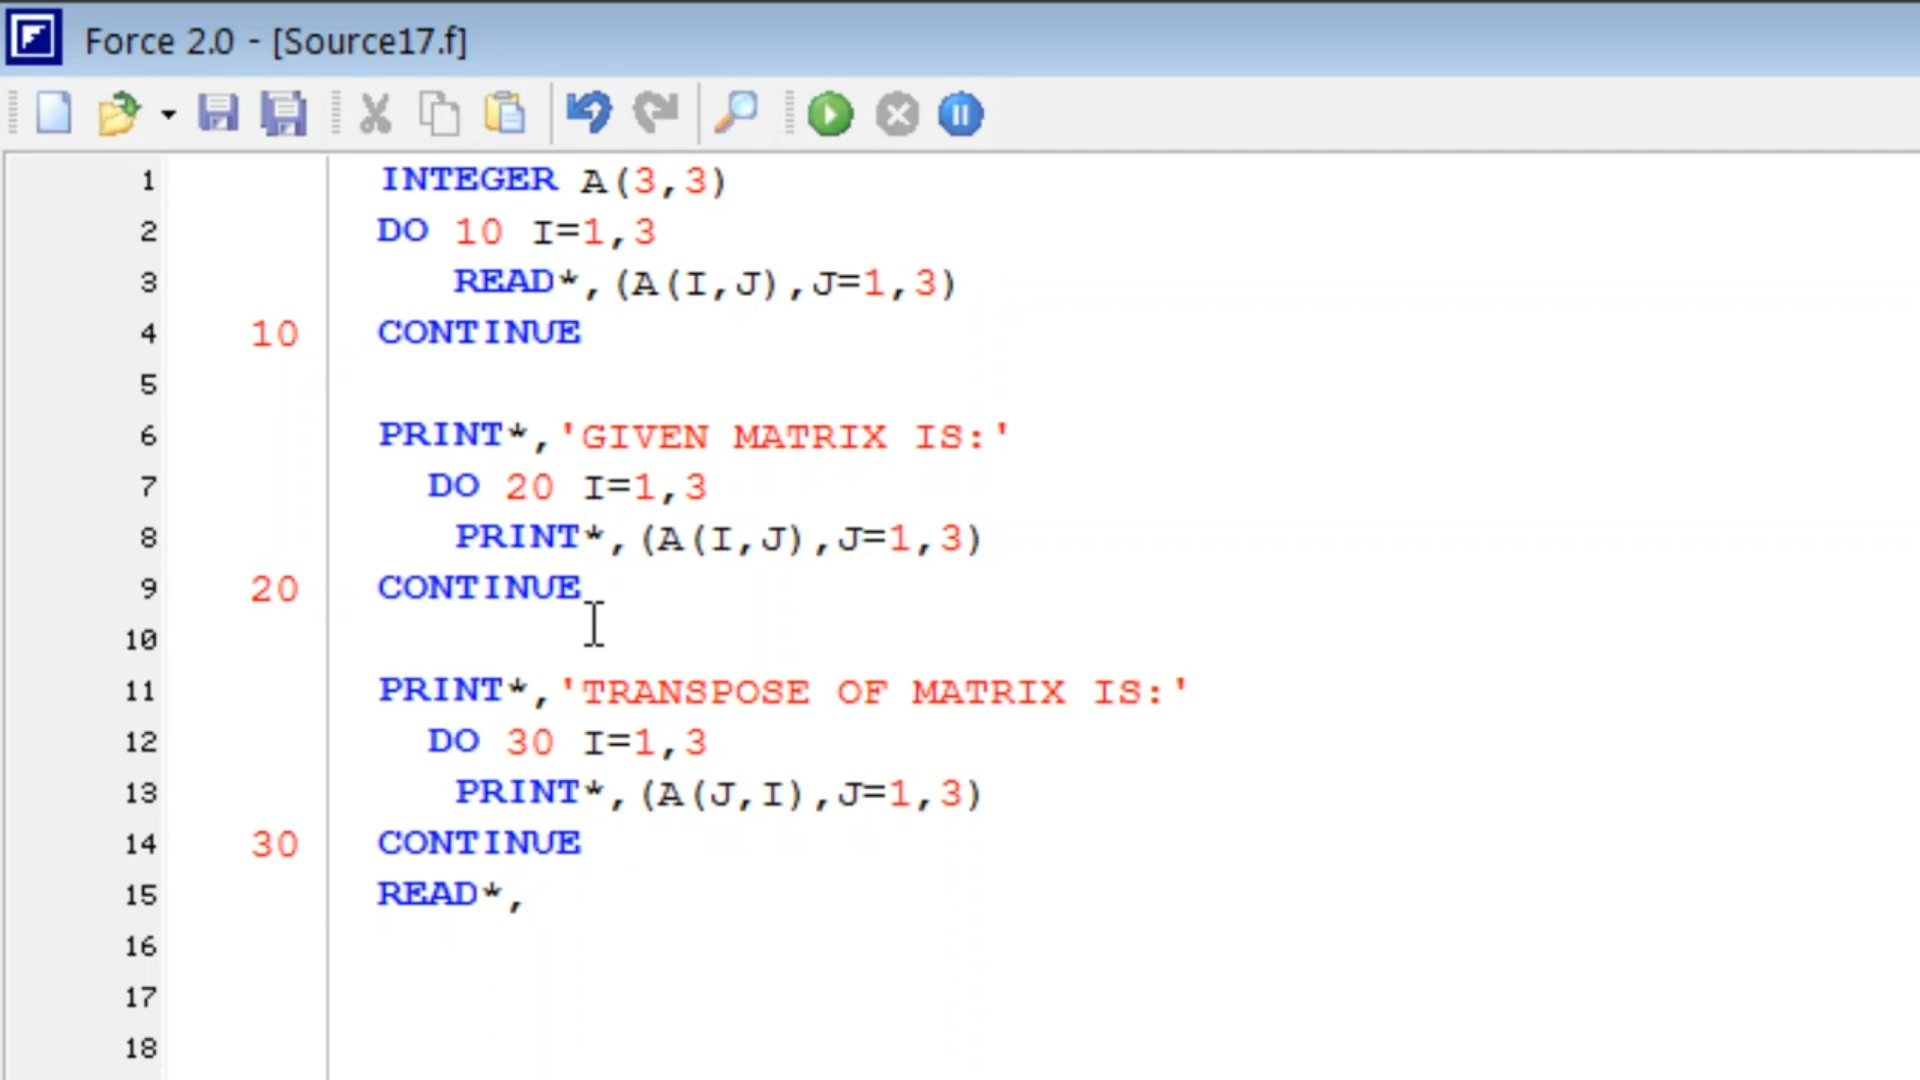 Force 2.0 - [Source17.f]
1 INTEGER A(3,3)
2 DO 10 I=1,3
3 READ*,(A(I,J),J=1,3)
4 10 CONTINUE
5
6 PRINT*,'GIVEN MATRIX IS:'
7 DO 20 I=1,3
8 PRINT*,(A(I,J),J=1,3)
9 20 CONTINUE
10
11 PRINT*,'TRANSPOSE OF MATRIX IS:'
12 DO 30 I=1,3
13 PRINT*,(A(J,I),J=1,3)
14 30 CONTINUE
15 READ*,
16
17
18